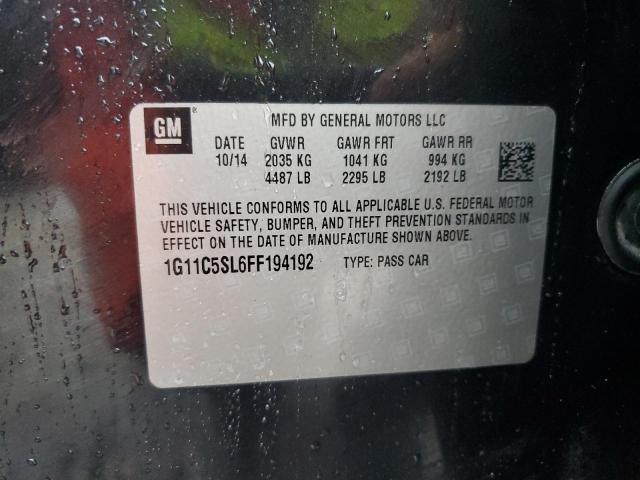 GM ®
MFD BY GENERAL MOTORS LLC
DATE GVWR GAWR FRT GAWR RR
10/14 2035 KG 1041 KG 994 KG
4487 LB 2295 LB 2192 LB
THIS VEHICLE CONFORMS TO ALL APPLICABLE U.S. FEDERAL MOTOR
VEHICLE SAFETY, BUMPER, AND THEFT PREVENTION STANDARDS IN
EFFECT ON THE DATE OF MANUFACTURE SHOWN ABOVE.
1G11C5SL6FF194192 TYPE: PASS CAR